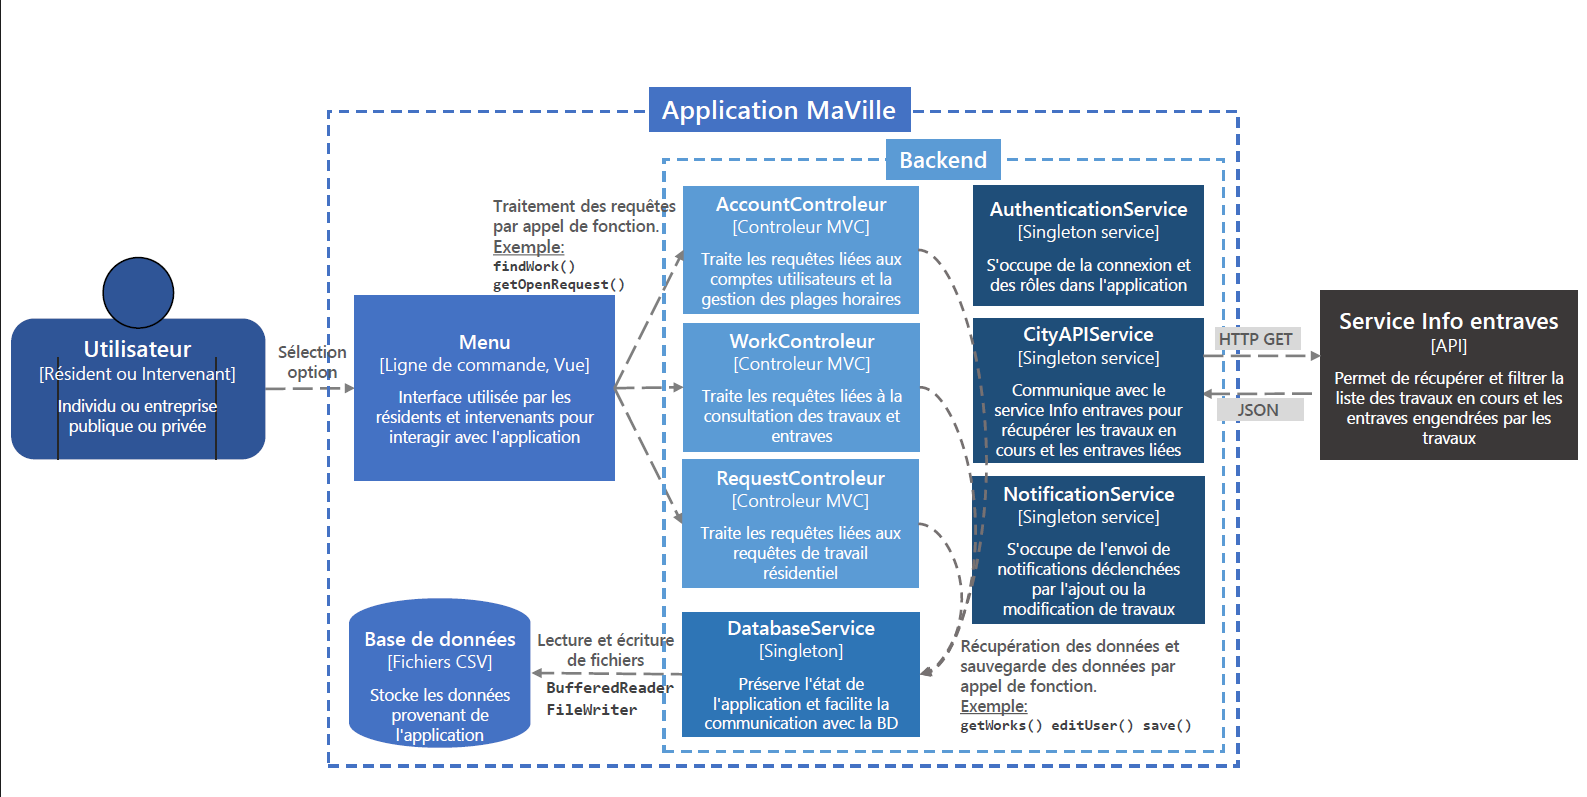 Application MaVille
Backend
Utilisateur
[Résident ou Intervenant]
Individu ou entreprise
publique ou privée
Sélection
option
Menu
[Ligne de commande, Vue]
Interface utilisée par les
résidents et intervenants pour
interagir avec l'application
Traitement des requêtes
par appel de fonction.
Exemple:
findWork()
getOpenRequest()
AccountControleur
[Controleur MVC]
Traite les requêtes liées aux
comptes utilisateurs et la
gestion des plages horaires
WorkControleur
[Controleur MVC]
Traite les requêtes liées à la
consultation des travaux et
entraves
RequestControleur
[Controleur MVC]
Traite les requêtes liées aux
requêtes de travail
résidentiel
DatabaseService
[Singleton]
Préserve l'état de
l'application et facilite la
communication avec la BD
Lecture et écriture
de fichiers
BufferedReader
FileWriter
Base de données
[Fichiers CSV]
Stocke les données
provenant de
l'application
AuthenticationService
[Singleton service]
S'occupe de la connexion et
des rôles dans l'application
CityAPIService
[Singleton service]
Communique avec le
service Info entraves pour
récupérer les travaux en
cours et les entraves liées
NotificationService
[Singleton service]
S'occupe de l'envoi de
notifications déclenchées
par l'ajout ou la
modification de travaux
Récupération des données et
sauvegarde des données par
appel de fonction.
Exemple:
getWorks() editUser() save()
HTTP GET
JSON
Service Info entraves
[API]
Permet de récupérer et filtrer la
liste des travaux en cours et les
entraves engendrées par les
travaux